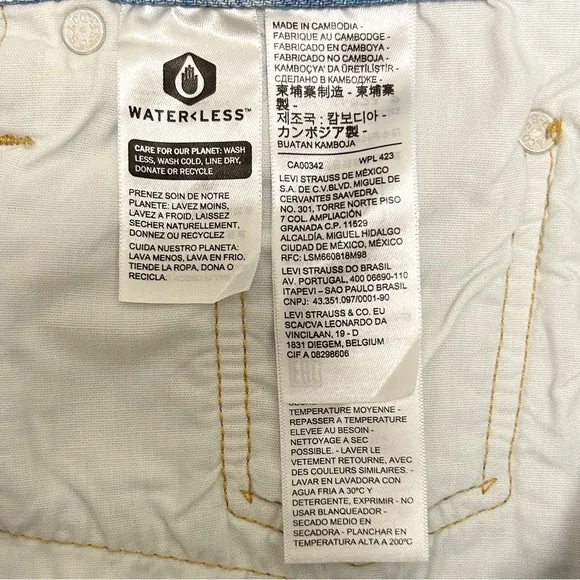 WATER<LESS™
CARE FOR OUR PLANET: WASH
LESS, WASH COLD, LINE DRY,
DONATE OR RECYCLE
PRENEZ SOIN DE NOTRE
PLANETE: LAVEZ MOINS,
LAVEZ A FROID, LAISSEZ
SECHER NATURELLEMENT,
DONNEZ OU RECYCLEZ
CUIDA NUESTRO PLANETA:
LAVA MENOS, LAVA EN FRIO,
TIENDE LA ROPA, DONA O
RECICLA.
MADE IN CAMBODIA -
FABRIQUE AU CAMBODGE -
FABRICADO EN CAMBOYA -
FABRICADO NO CAMBOJA -
KAMBOÇYA'DA ÜRETİLİSTİR -
СДЕЛАНО В КАМБОДЖЕ -
柬埔寨制造 - 柬埔寨
製 -
제조국 : 캄보디아 -
カンボジア製 -
BUATAN KAMBOJA
CA00342 WPL 423
LEVI STRAUSS DE MÉXICO
S.A. DE C.V.BLVD. MIGUEL DE
CERVANTES SAAVEDRA
NO. 301, TORRE NORTE PISO
7 COL. AMPLIACIÓN
GRANADA C.P. 11529
ALCALDÍA. MIGUEL HIDALGO
CIUDAD DE MÉXICO, MÉXICO
RFC: LSM660818M98
LEVI STRAUSS DO BRASIL
AV. PORTUGAL, 400 06690-110
ITAPEVI - SAO PAULO BRASIL
CNPJ: 43.351.097/0001-90
LEVI STRAUSS & CO. EU
SCA/CVA LEONARDO DA
VINCILAAN, 19 - D
1831 DIEGEM, BELGIUM
CIF A 08298606
TEMPERATURE MOYENNE -
REPASSER A TEMPERATURE
ELEVEE AU BESOIN -
NETTOYAGE A SEC
POSSIBLE. - LAVER LE
VETEMENT RETOURNE, AVEC
DES COULEURS SIMILAIRES. -
LAVAR EN LAVADORA CON
AGUA FRIA A 30ºC Y
DETERGENTE, EXPRIMIR - NO
USAR BLANQUEADOR -
SECADO MEDIO EN
SECADORA - PLANCHAR EN
TEMPERATURA ALTA A 200ºC